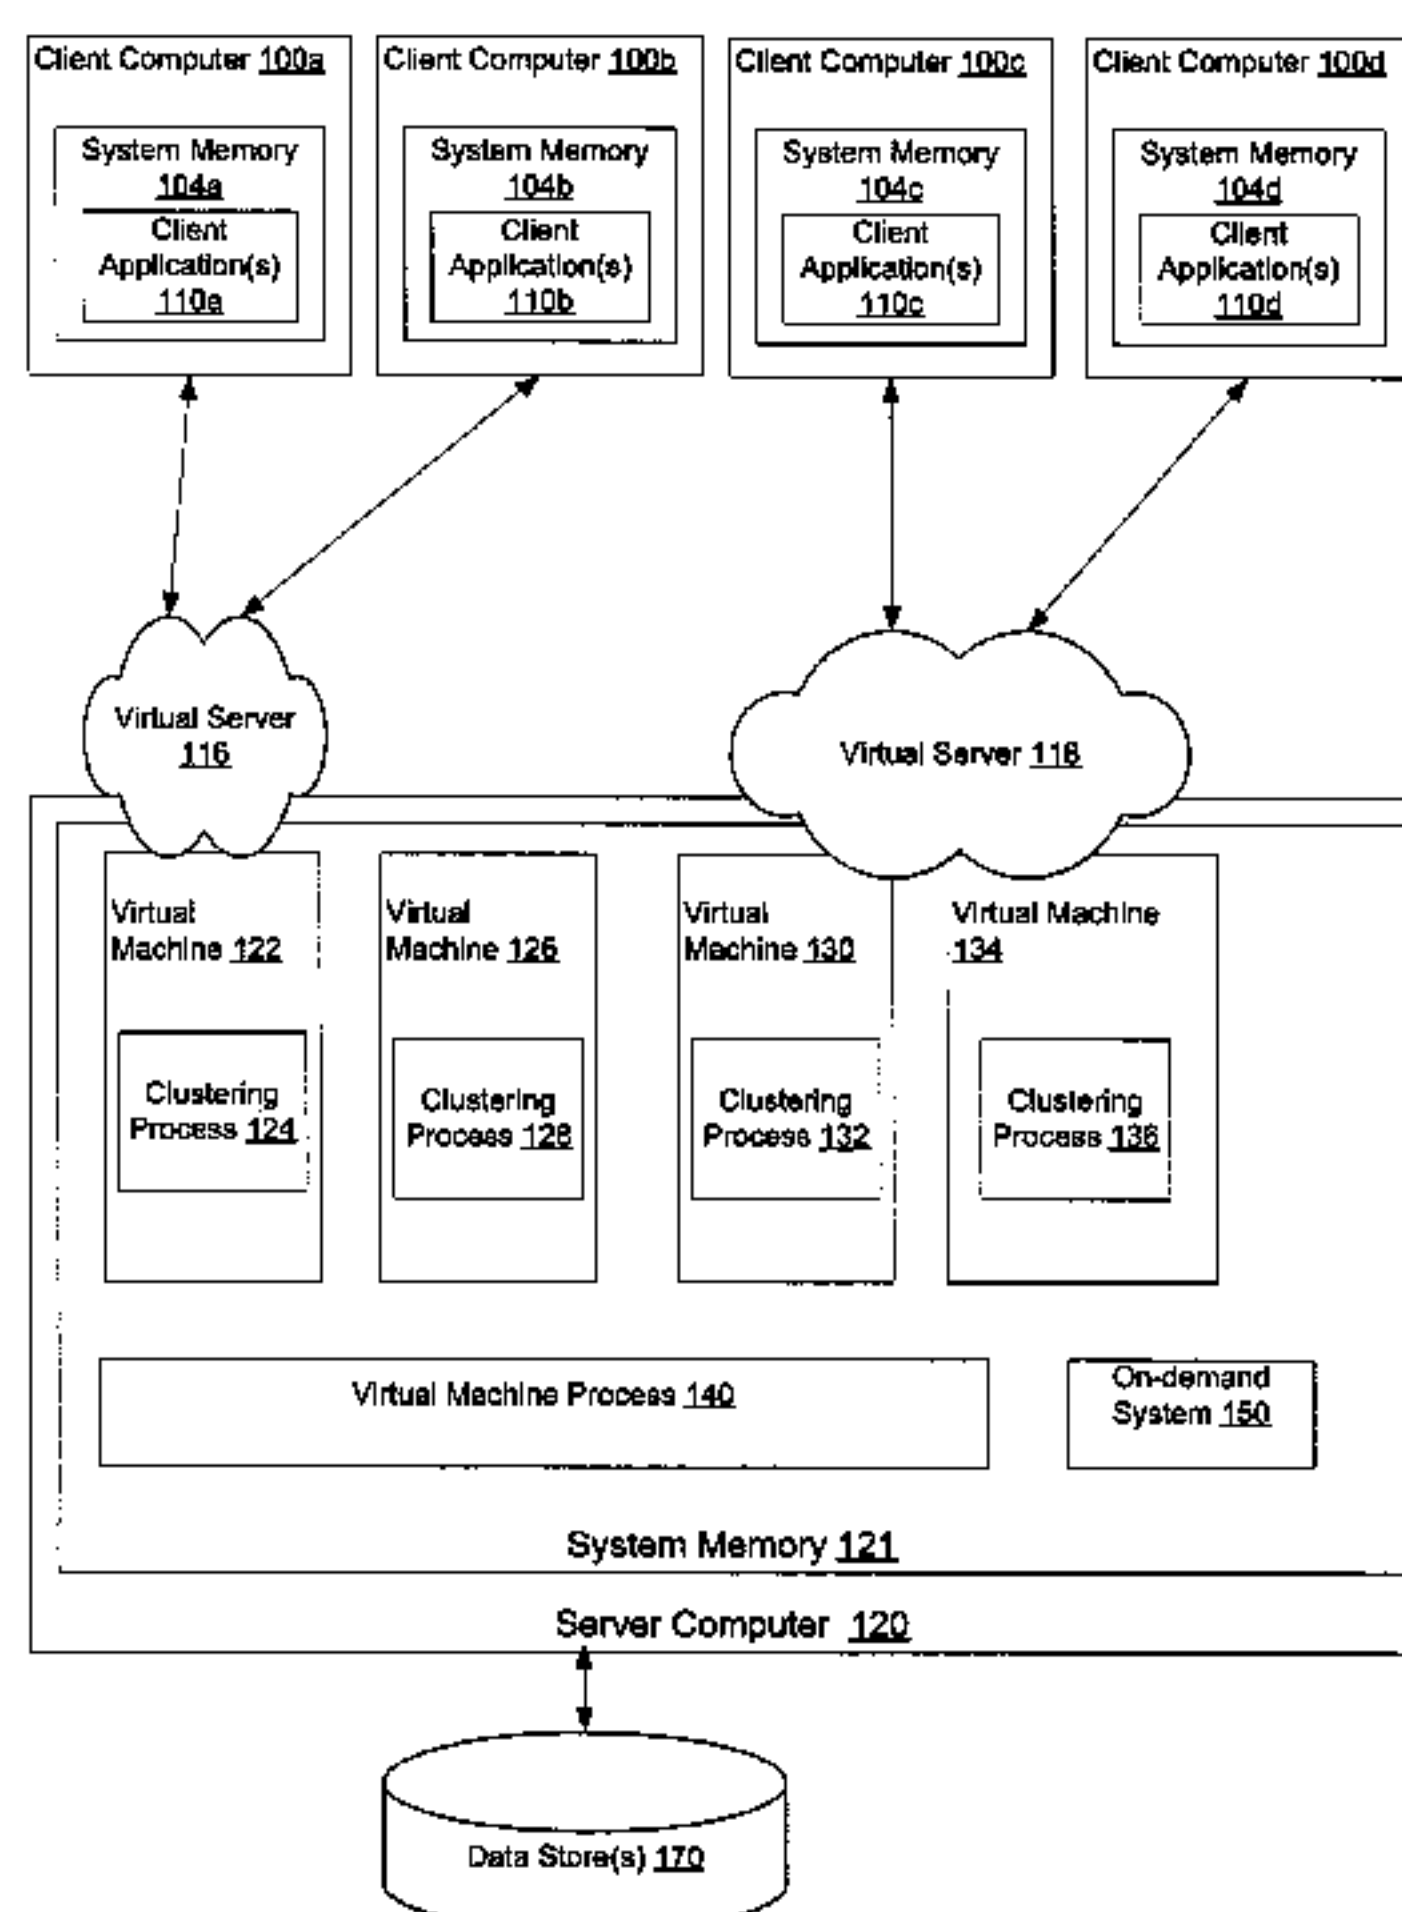 Client Computer 100a
Client Computer 100b
Client Computer 100c
Client Computer 100d
System Memory
104a
Client
Application(s)
110a
System Memory
104b
Client
Application(s)
110b
System Memory
104c
Client
Application(s)
110c
System Memory
104d
Client
Application(s)
110d
Virtual Server
116
Virtual Server 118
Virtual
Machine 122
Clustering
Process 124
Virtual
Machine 126
Clustering
Process 128
Virtual
Machine 130
Clustering
Process 132
Virtual Machine
134
Clustering
Process 136
Virtual Machine Process 140
On-demand
System 150
System Memory 121
Server Computer 120
Data Store(s) 170